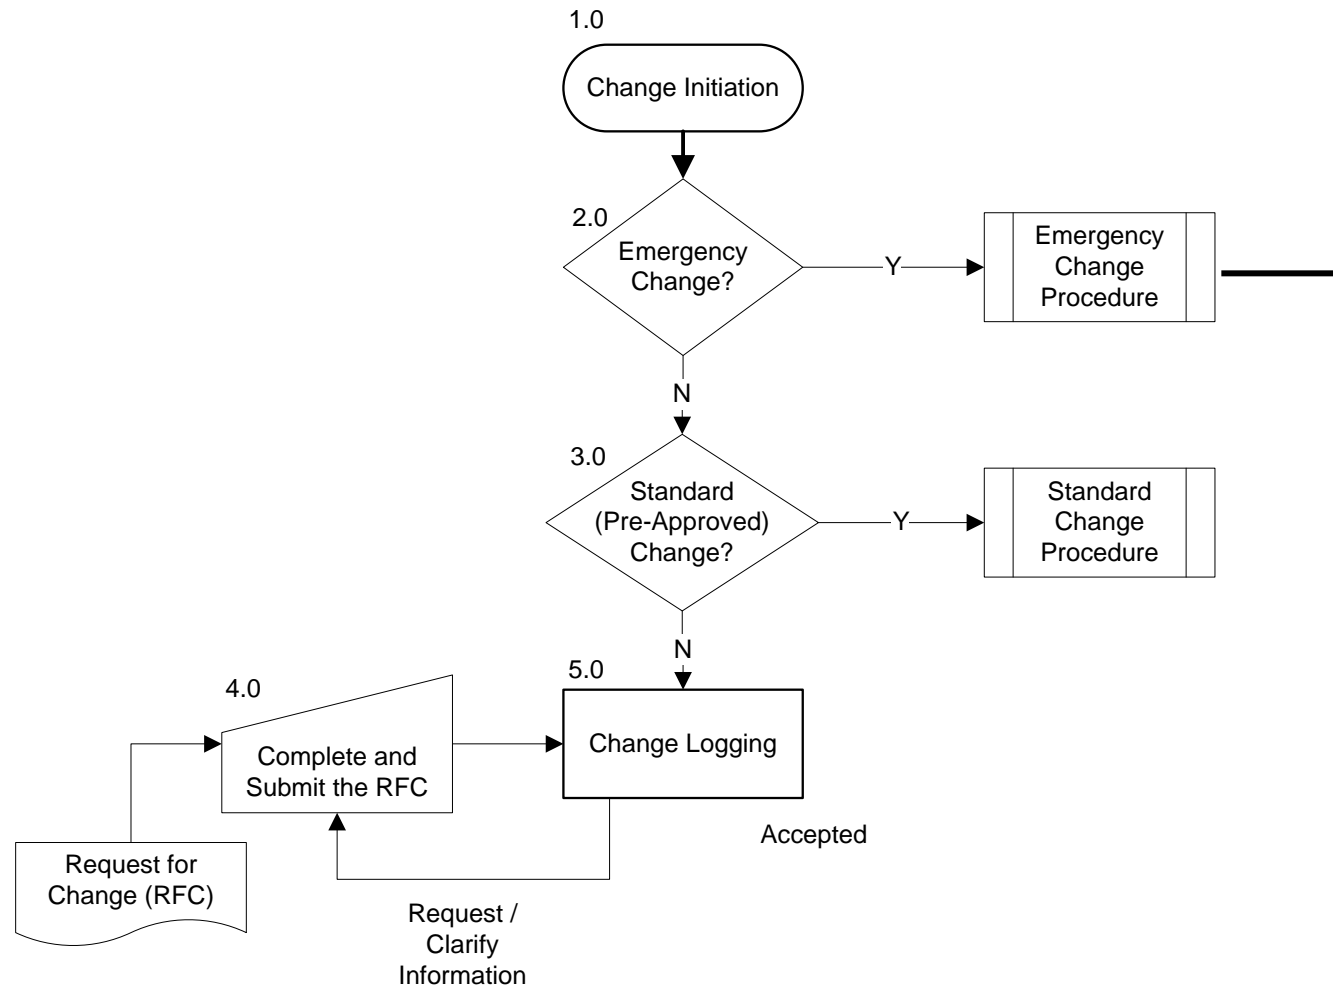 1.0
Change Initiation
2.0
Emergency
Change?
Y
Emergency
Change
Procedure
N
3.0
Standard
(Pre-Approved)
Change?
Y
Standard
Change
Procedure
N
4.0
5.0
Complete and
Submit the RFC
Change Logging
Accepted
Request for
Change (RFC)
Request /
Clarify
Information